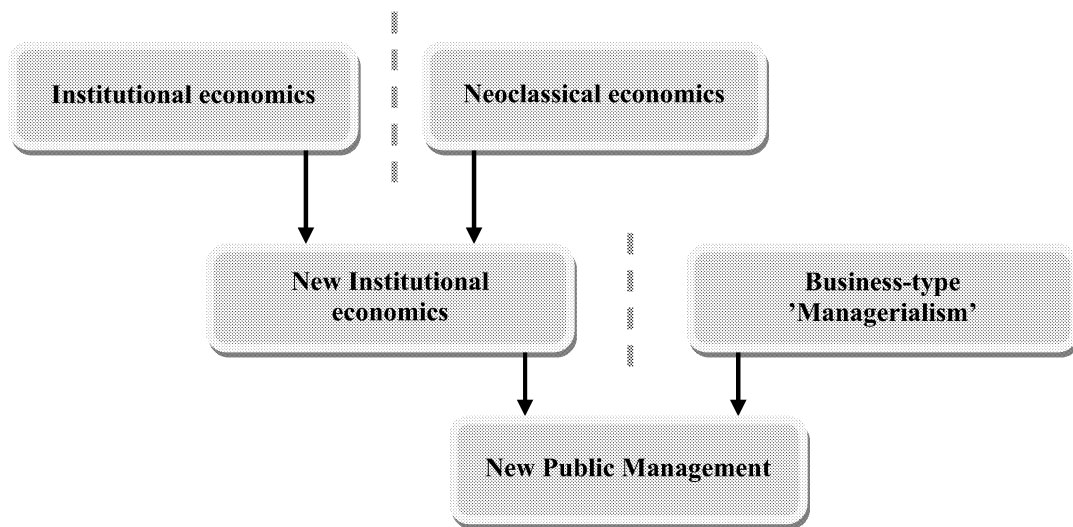 Institutional economics
Neoclassical economics
New Institutional
economics
Business-type
’Managerialism’
New Public Management